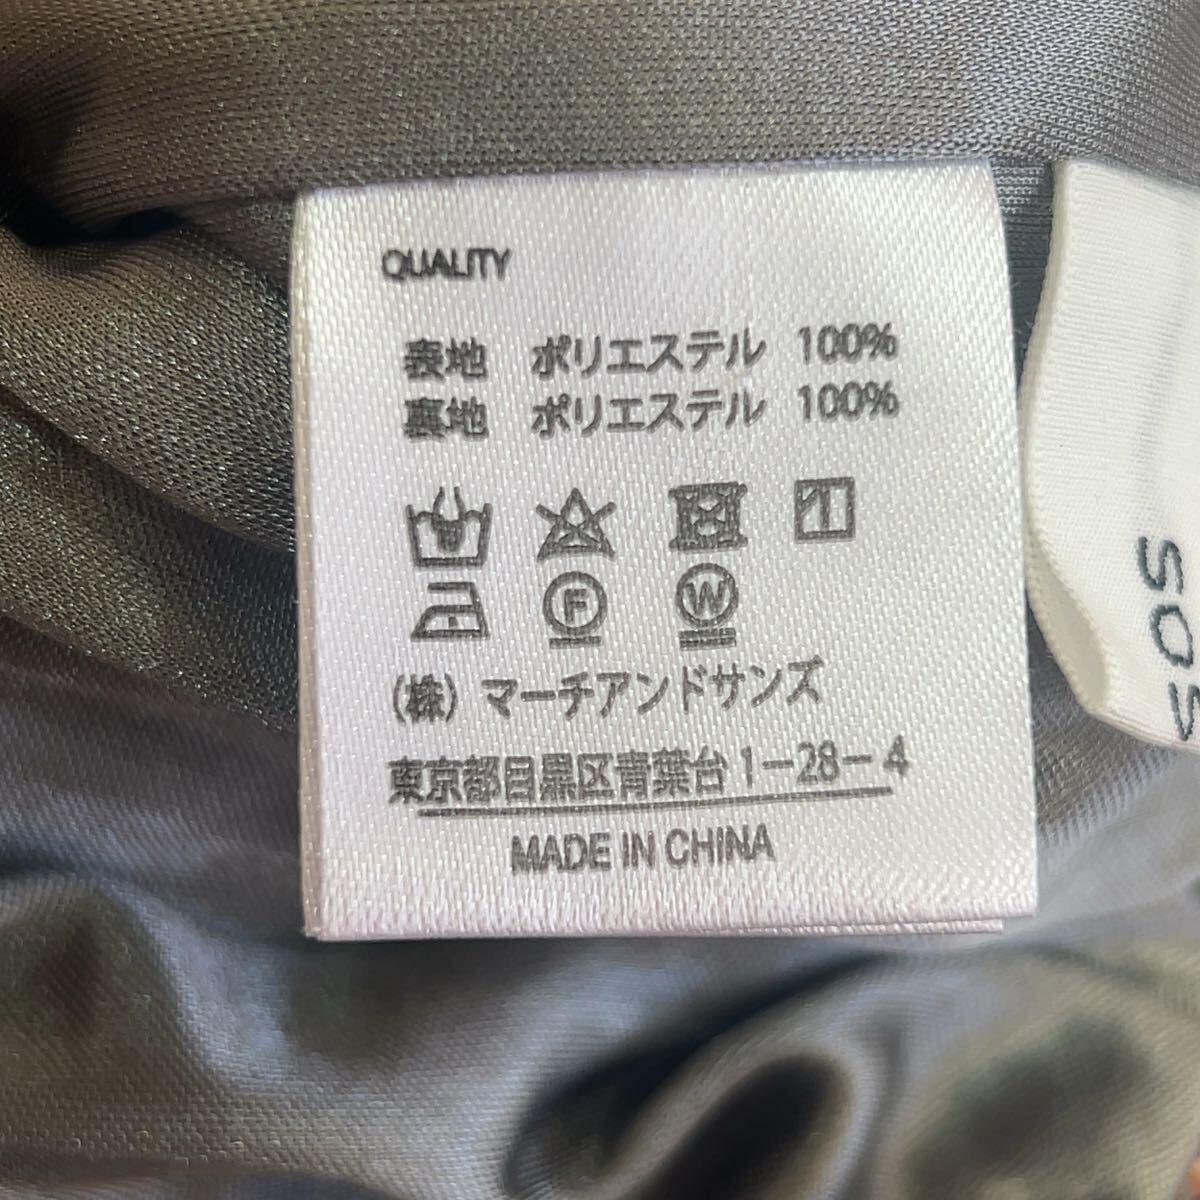 QUALITY
表地 ポリエステル 100%
裏地 ポリエステル 100%
F W
(株) マーチアンドサンズ
東京都目黒区青葉台1-28-4
MADE IN CHINA
SOS